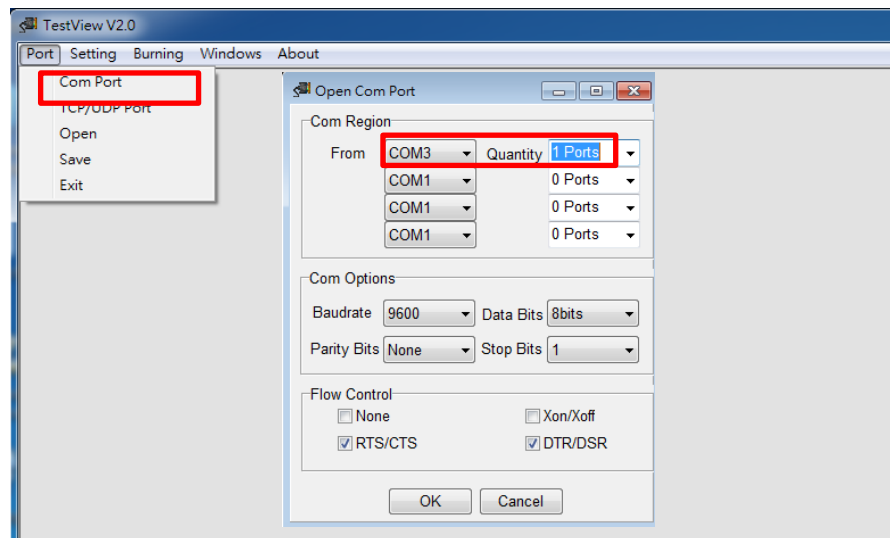 TestView V2.0
Port Setting Burning Windows About
Com Port
TCP/UDP Port
Open
Save
Exit
Open Com Port
Com Region
From COM3 Quantity 1 Ports
COM1 0 Ports
COM1 0 Ports
COM1 0 Ports
Com Options
Baudrate 9600 Data Bits 8bits
Parity Bits None Stop Bits 1
Flow Control
None Xon/Xoff
RTS/CTS DTR/DSR
OK Cancel